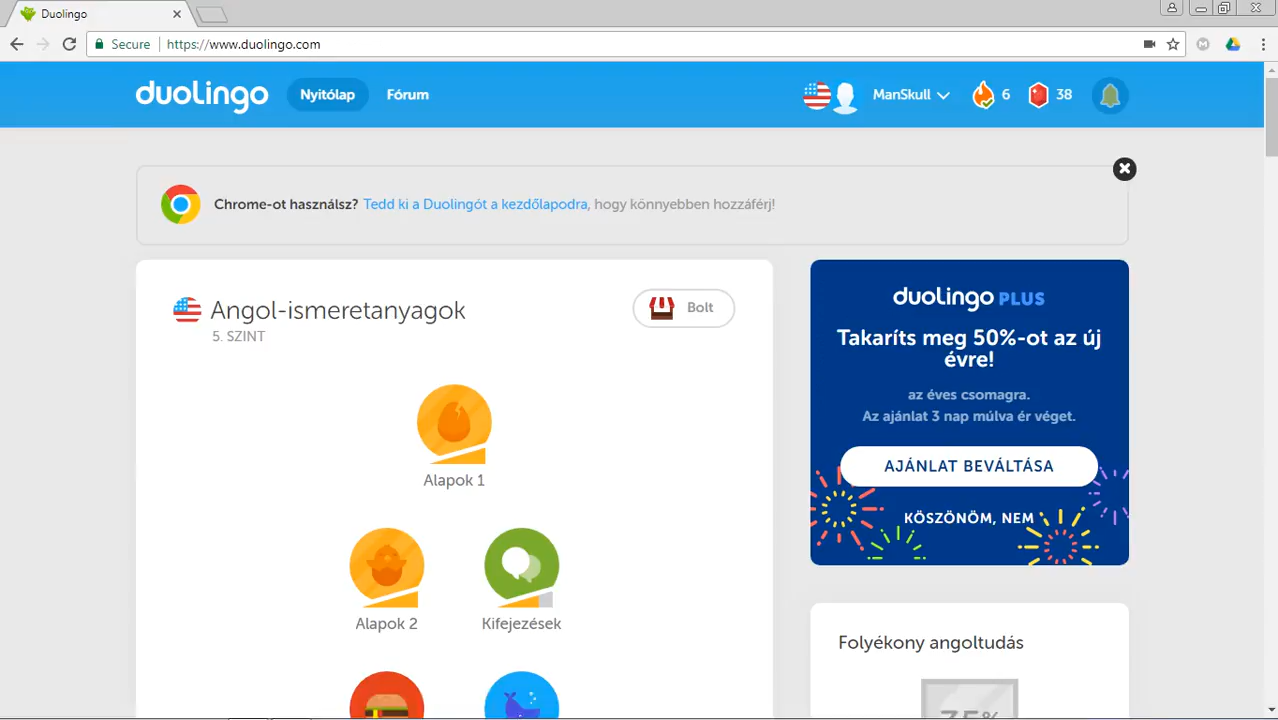 Duolingo
Secure https://www.duolingo.com
duolingo Nyitólap Fórum ManSkull 6 38
Chrome-ot használsz? Tedd ki a Duolingót a kezdőlapodra, hogy könnyebben hozzáférj!
Angol-ismeretanyagok
5. SZINT
Bolt
Alapok 1
Alapok 2
Kifejezések
duolingo PLUS
Takaríts meg 50%-ot az új
évre!
az éves csomagra.
Az ajánlat 3 nap múlva ér véget.
AJÁNLAT BEVÁLTÁSA
KÖSZÖNÖM, NEM
Folyékony angoltudás
75%